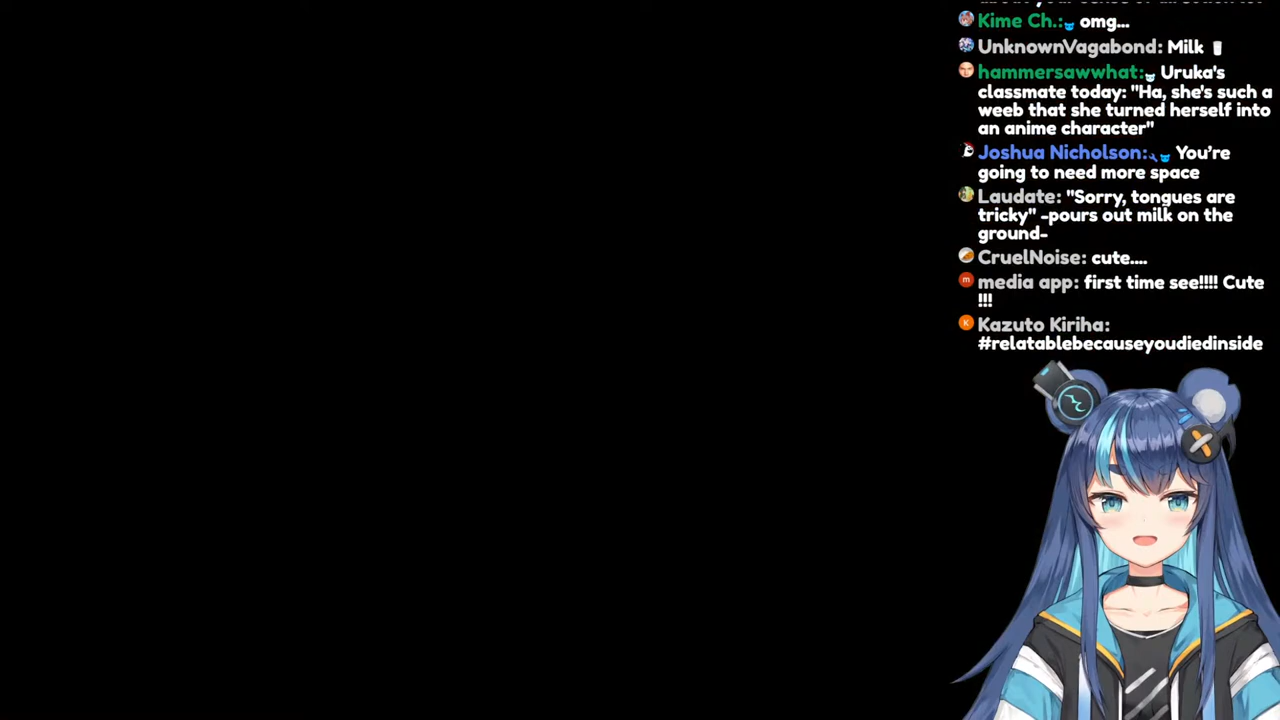 Kime Ch.: omg...
UnknownVagabond: Milk 🥛
hammersawwhat: Uruka's
classmate today: "Ha, she's such a
weeb that she turned herself into
an anime character"
Joshua Nicholson: You’re
going to need more space
Laudate: "Sorry, tongues are
tricky" -pours out milk on the
ground-
CruelNoise: cute....
media app: first time see!!!! Cute
!!!
Kazuto Kiriha:
#relatablebecauseyoudiedinside